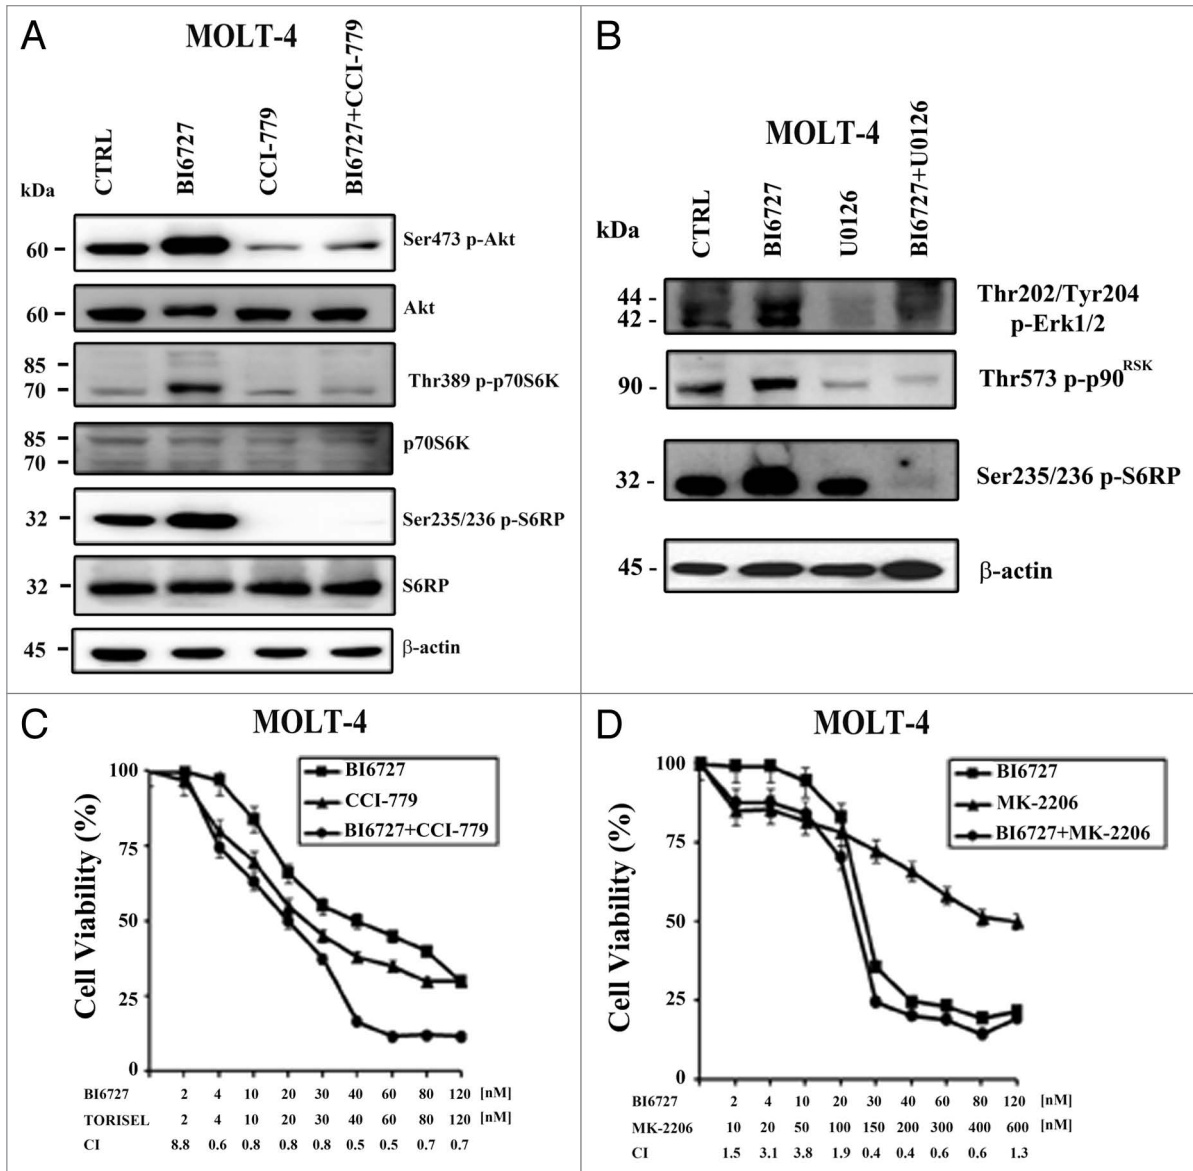 A
MOLT-4
CTRL
BI6727
CCI-779
BI6727+CCI-779
kDa
60 -
Ser473 p-Akt
60 -
Akt
85 -
70 -
Thr389 p-p70S6K
85 -
70 -
p70S6K
32 -
Ser235/236 p-S6RP
32 -
S6RP
45 -
β-actin
B
MOLT-4
CTRL
BI6727
U0126
BI6727+U0126
kDa
44 -
42 -
Thr202/Tyr204
p-Erk1/2
90 -
Thr573 p-p90RSK
32 -
Ser235/236 p-S6RP
45 -
β-actin
C
MOLT-4
BI6727
CCI-779
BI6727+CCI-779
Cell Viability (%)
100
75
50
25
0
BI6727 2 4 10 20 30 40 60 80 120 [nM]
TORISEL 2 4 10 20 30 40 60 80 120 [nM]
CI 8.8 0.6 0.8 0.8 0.8 0.5 0.5 0.7 0.7
D
MOLT-4
BI6727
MK-2206
BI6727+MK-2206
Cell Viability (%)
100
75
50
25
0
BI6727 2 4 10 20 30 40 60 80 120 [nM]
MK-2206 10 20 50 100 150 200 300 400 600 [nM]
CI 1.5 3.1 3.8 1.9 0.4 0.4 0.6 0.6 1.3